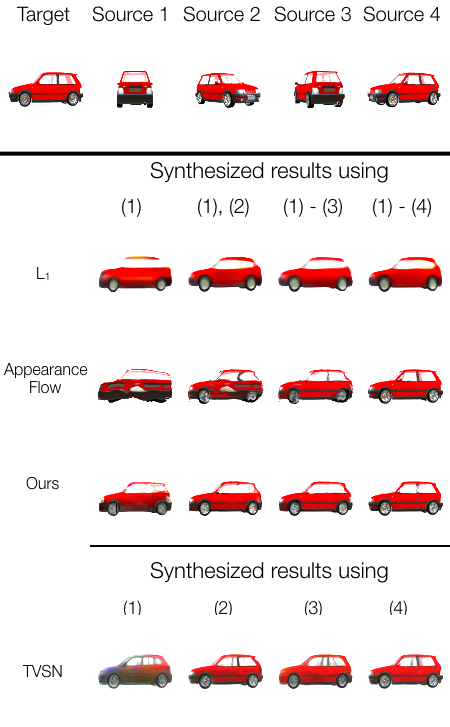 Target Source 1 Source 2 Source 3 Source 4
Synthesized results using
(1) (1), (2) (1) - (3) (1) - (4)
L₁
Appearance
Flow
Ours
Synthesized results using
(1) (2) (3) (4)
TVSN